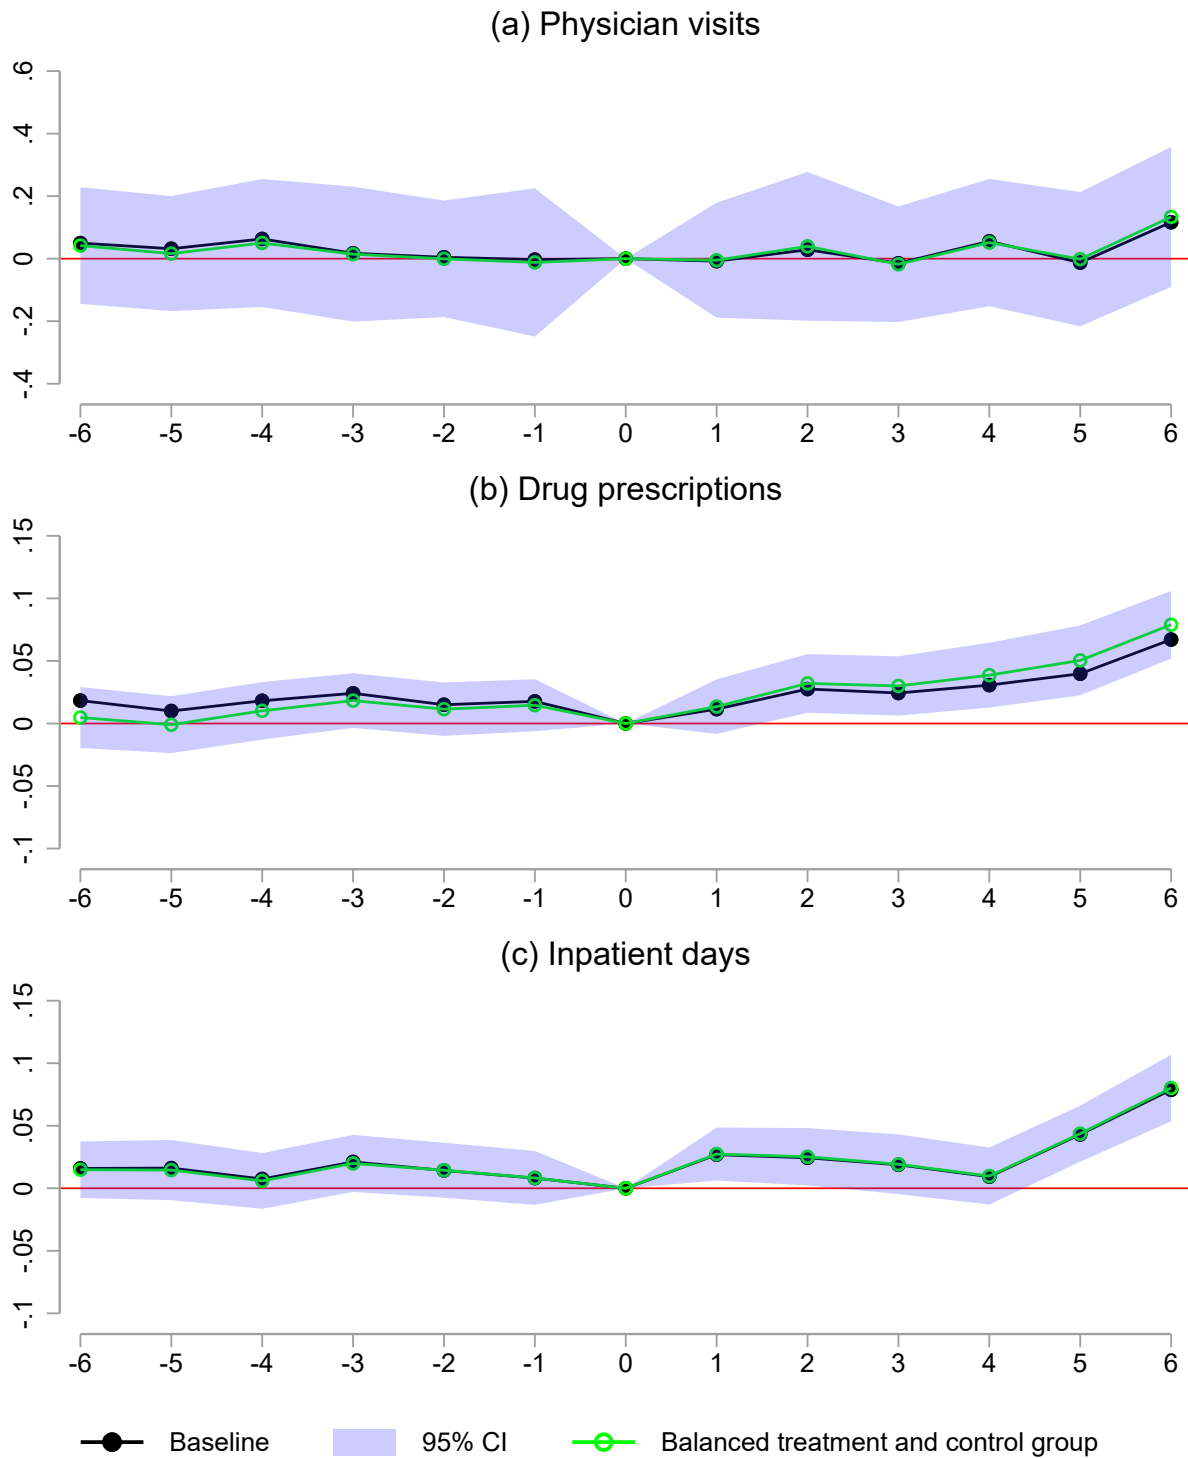 (a) Physician visits
.6
.4
.2
0
-.2
-.4
-6 -5 -4 -3 -2 -1 0 1 2 3 4 5 6
(b) Drug prescriptions
.15
.1
.05
0
-.05
-.1
-6 -5 -4 -3 -2 -1 0 1 2 3 4 5 6
(c) Inpatient days
.15
.1
.05
0
-.05
-.1
-6 -5 -4 -3 -2 -1 0 1 2 3 4 5 6
Baseline 95% CI Balanced treatment and control group